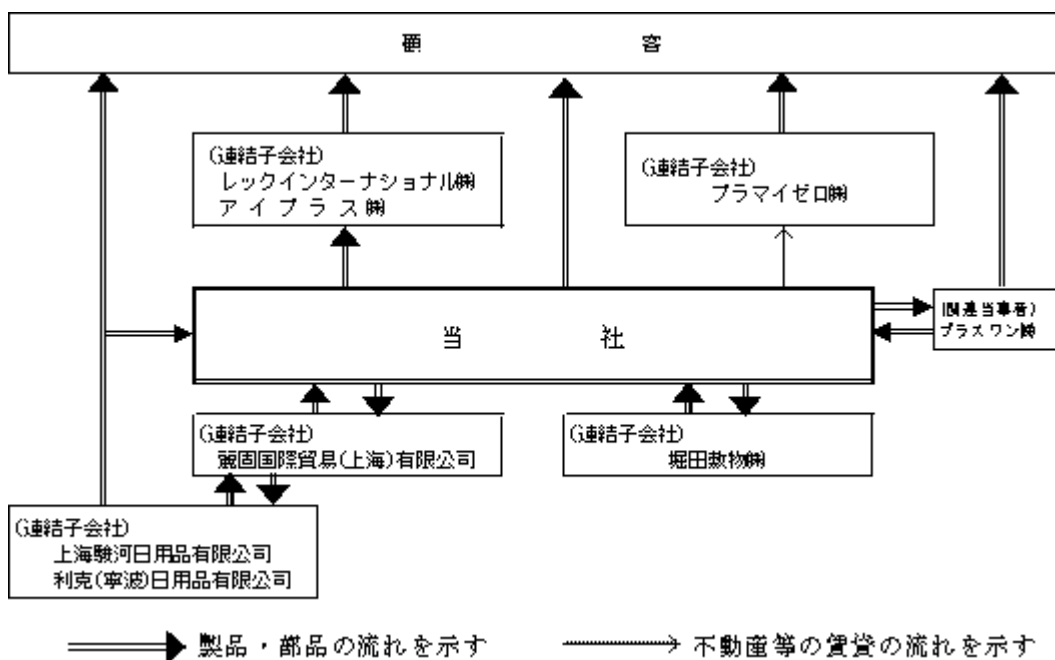 顧客
(連結子会社)
レックインターナショナル㈱
アイプラス㈱
(連結子会社)
プラマイゼロ㈱
当社
(関連当事者)
プラスワン㈱
(連結子会社)
麗固国際貿易(上海)有限公司
(連結子会社)
堀田敷物㈱
(連結子会社)
上海駿河日用品有限公司
利克(寧波)日用品有限公司
製品・部品の流れを示す
不動産等の賃貸の流れを示す